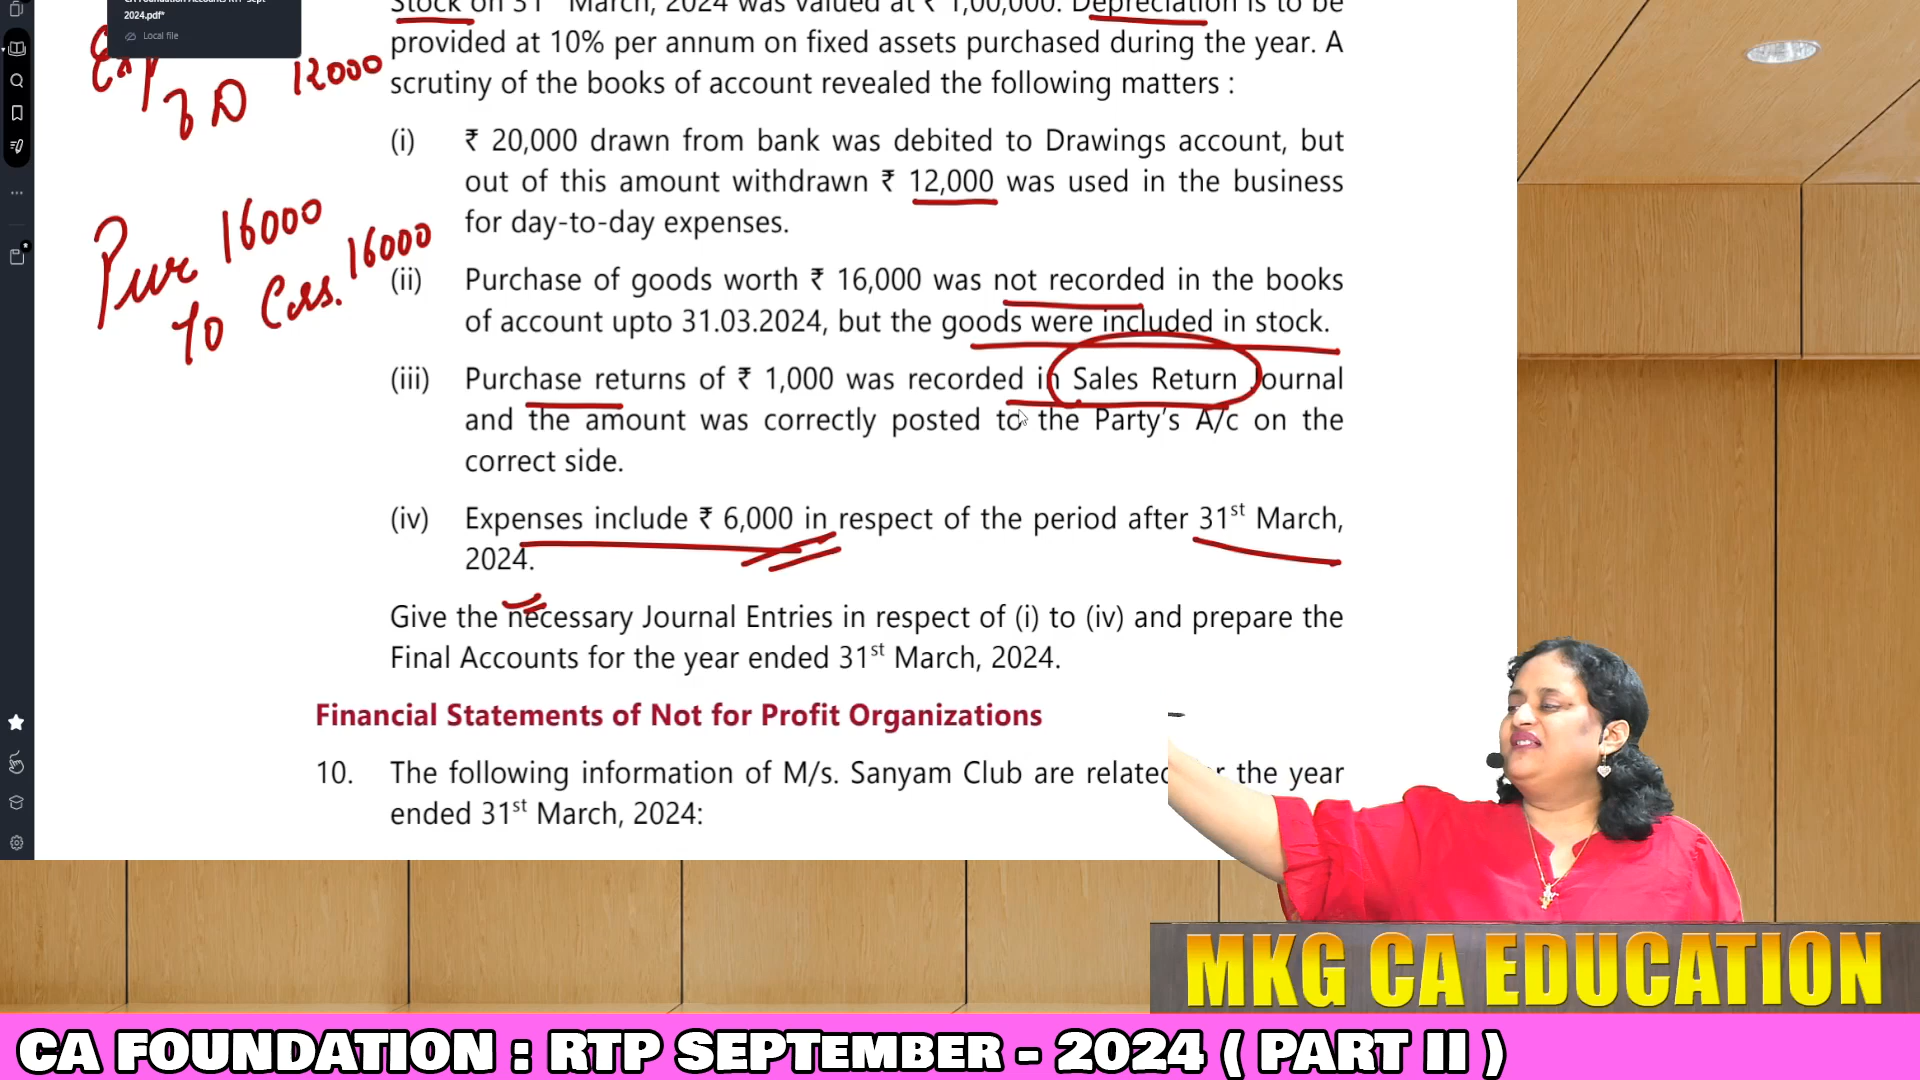 2024.pdf*
Local file
Stock on 31st March, 2024 was valued at ₹ 1,00,000. Depreciation is to be
provided at 10% per annum on fixed assets purchased during the year. A
scrutiny of the books of account revealed the following matters :
Exp
To D 12000
(i) ₹ 20,000 drawn from bank was debited to Drawings account, but
out of this amount withdrawn ₹ 12,000 was used in the business
for day-to-day expenses.
Pur 16000
To Crs. 16000
(ii) Purchase of goods worth ₹ 16,000 was not recorded in the books
of account upto 31.03.2024, but the goods were included in stock.
(iii) Purchase returns of ₹ 1,000 was recorded in Sales Return Journal
and the amount was correctly posted to the Party's A/c on the
correct side.
(iv) Expenses include ₹ 6,000 in respect of the period after 31st March,
2024.
Give the necessary Journal Entries in respect of (i) to (iv) and prepare the
Final Accounts for the year ended 31st March, 2024.
Financial Statements of Not for Profit Organizations
10. The following information of M/s. Sanyam Club are related the year
ended 31st March, 2024:
MKG CA EDUCATION
CA FOUNDATION : RTP SEPTEMBER - 2024 ( PART II )